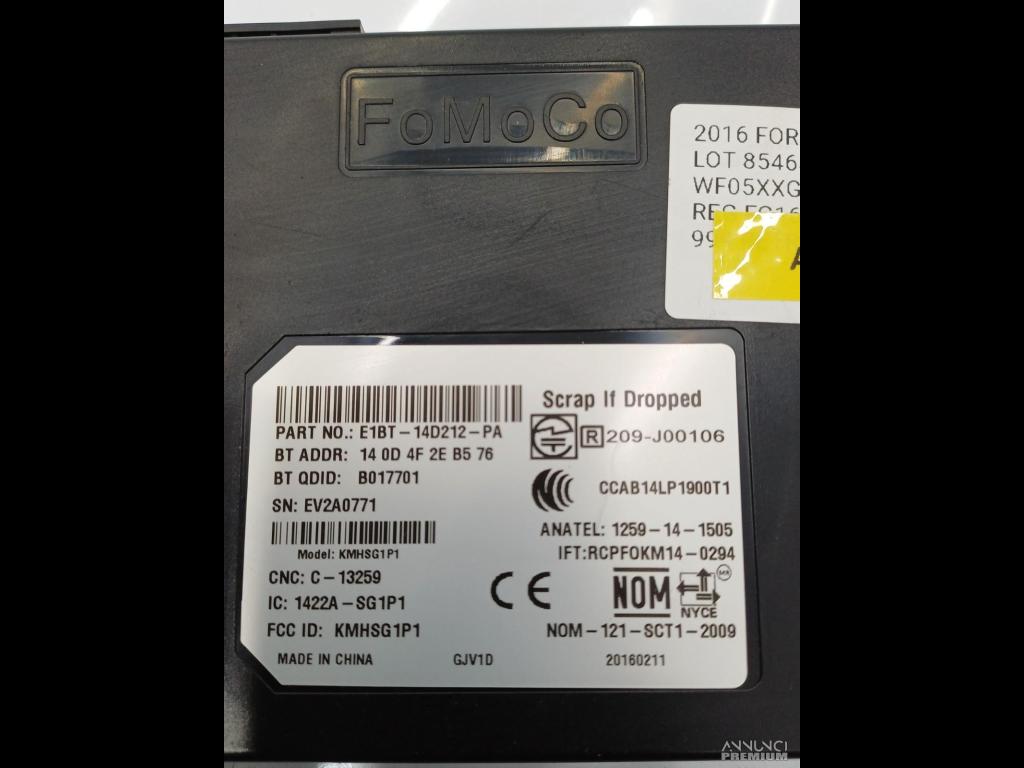 FoMoCo
2016 FOR
LOT 8546
WF05XXG
99
A
PART NO.: E1BT-14D212-PA
BT ADDR: 14 0D 4F 2E B5 76
BT QDID: B017701
SN: EV2A0771
Model: KMHSG1P1
CNC: C-13259
IC: 1422A-SG1P1
FCC ID: KMHSG1P1
MADE IN CHINA
GJV1D
Scrap If Dropped
R 209-J00106
CCAB14LP1900T1
ANATEL: 1259-14-1505
IFT:RCPFOKM14-0294
CE
NOM
MX
NYCE
NOM-121-SCT1-2009
20160211
ANNUNCI
PREMIUM